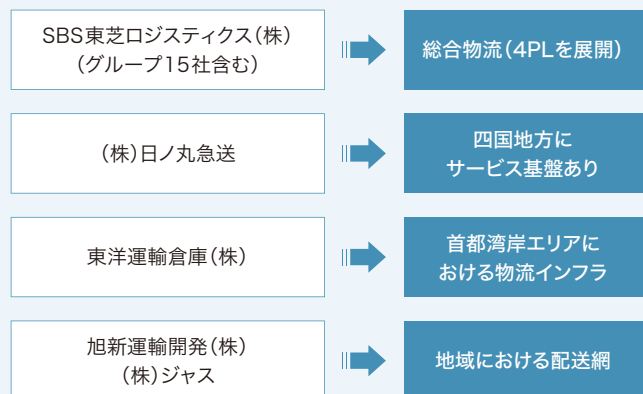 SBS東芝ロジスティクス（株）
（グループ15社含む）
総合物流（4PLを展開）
（株）日ノ丸急送
四国地方に
サービス基盤あり
東洋運輸倉庫（株）
首都湾岸エリアに
おける物流インフラ
旭新運輸開発（株）
（株）ジャス
地域における配送網